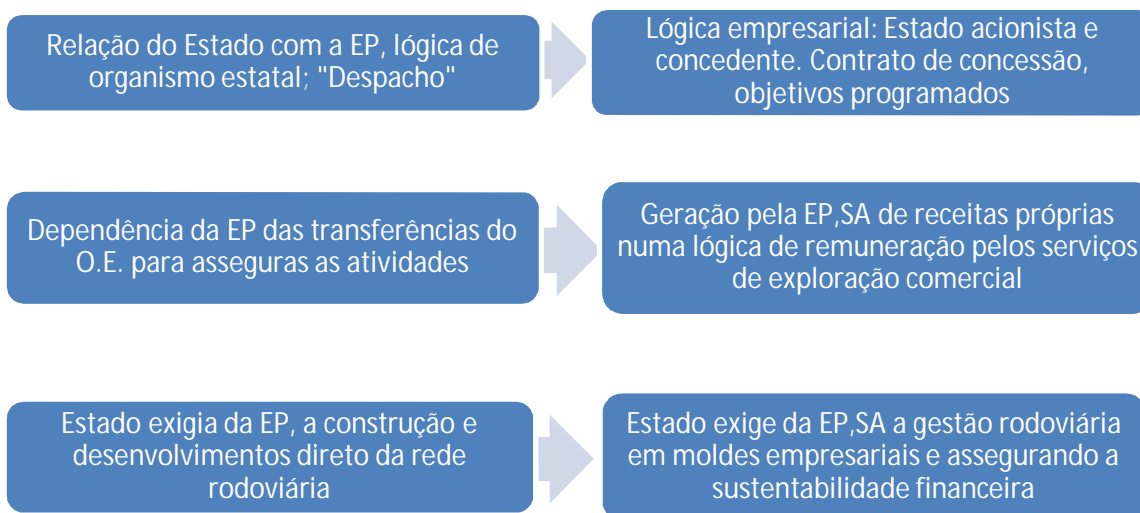 Relação do Estado com a EP, lógica de
organismo estatal; "Despacho"
Lógica empresarial: Estado acionista e
concedente. Contrato de concessão,
objetivos programados
Dependência da EP das transferências do
O.E. para asseguras as atividades
Geração pela EP,SA de receitas próprias
numa lógica de remuneração pelos serviços
de exploração comercial
Estado exigia da EP, a construção e
desenvolvimentos direto da rede
rodoviária
Estado exige da EP,SA a gestão rodoviária
em moldes empresariais e assegurando a
sustentabilidade financeira